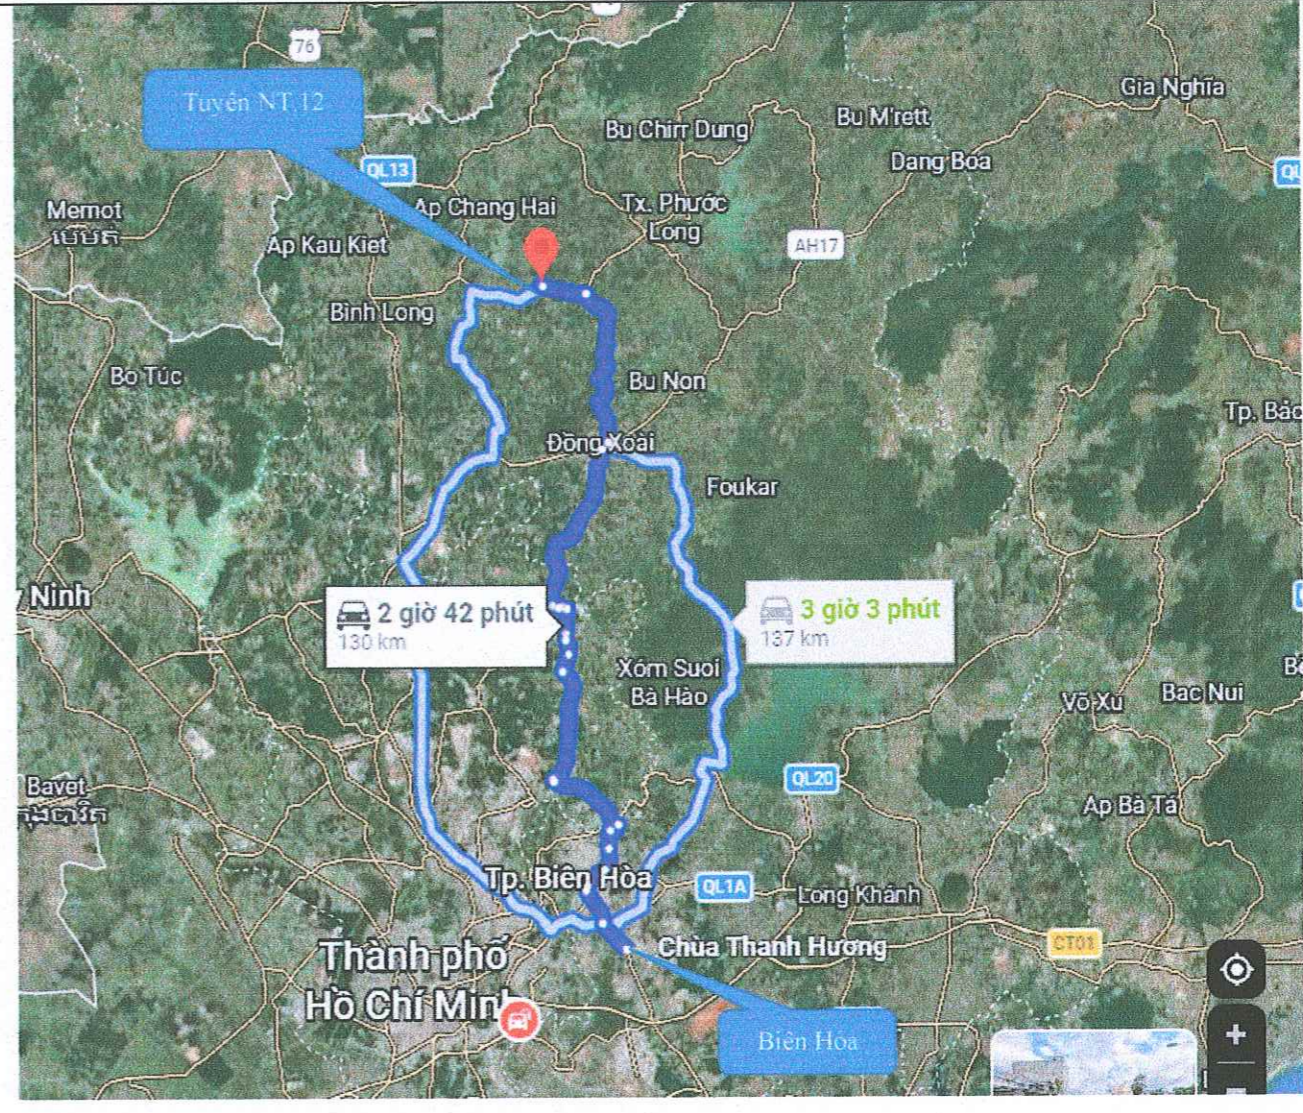 76
Tuyến NT 12
Gia Nghĩa
Bu Chirr Dung
Bu M'rett
Dang Boa
QL13
QL
Memot
មេមត់
Ap Chang Hai
Tx. Phước
Long
Ap Kau Kiet
AH17
Bình Long
Bo Túc
Bu Non
Tp. Bảo
Đồng Xoài
Foukar
Ninh
2 giờ 42 phút
130 km
3 giờ 3 phút
137 km
Xóm Suoi
Bà Hào
Võ Xu
Bac Nui
QL20
Bavet
Ap Bà Tá
Tp. Biên Hòa
QL1A
Long Khánh
Chùa Thanh Hương
CT01
Thành phố
Hồ Chí Minh
Biên Hòa
+